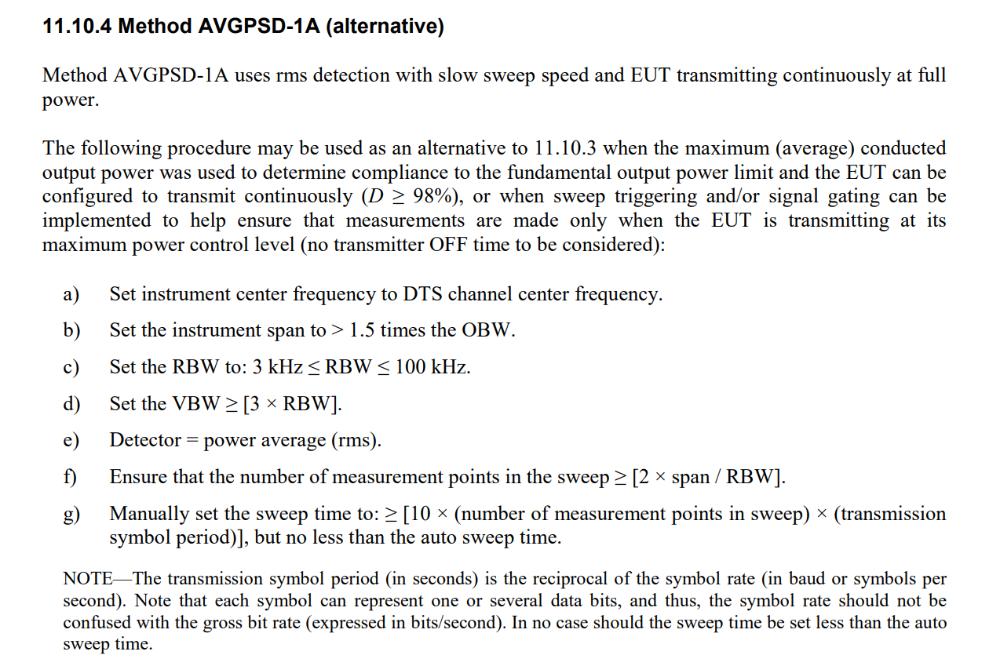 11.10.4 Method AVGPSD-1A (alternative)
Method AVGPSD-1A uses rms detection with slow sweep speed and EUT transmitting continuously at full
power.
The following procedure may be used as an alternative to 11.10.3 when the maximum (average) conducted
output power was used to determine compliance to the fundamental output power limit and the EUT can be
configured to transmit continuously (D ≥ 98%), or when sweep triggering and/or signal gating can be
implemented to help ensure that measurements are made only when the EUT is transmitting at its
maximum power control level (no transmitter OFF time to be considered):
a) Set instrument center frequency to DTS channel center frequency.
b) Set the instrument span to > 1.5 times the OBW.
c) Set the RBW to: 3 kHz ≤ RBW ≤ 100 kHz.
d) Set the VBW ≥ [3 × RBW].
e) Detector = power average (rms).
f) Ensure that the number of measurement points in the sweep ≥ [2 × span / RBW].
g) Manually set the sweep time to: ≥ [10 × (number of measurement points in sweep) × (transmission
symbol period)], but no less than the auto sweep time.
NOTE—The transmission symbol period (in seconds) is the reciprocal of the symbol rate (in baud or symbols per
second). Note that each symbol can represent one or several data bits, and thus, the symbol rate should not be
confused with the gross bit rate (expressed in bits/second). In no case should the sweep time be set less than the auto
sweep time.